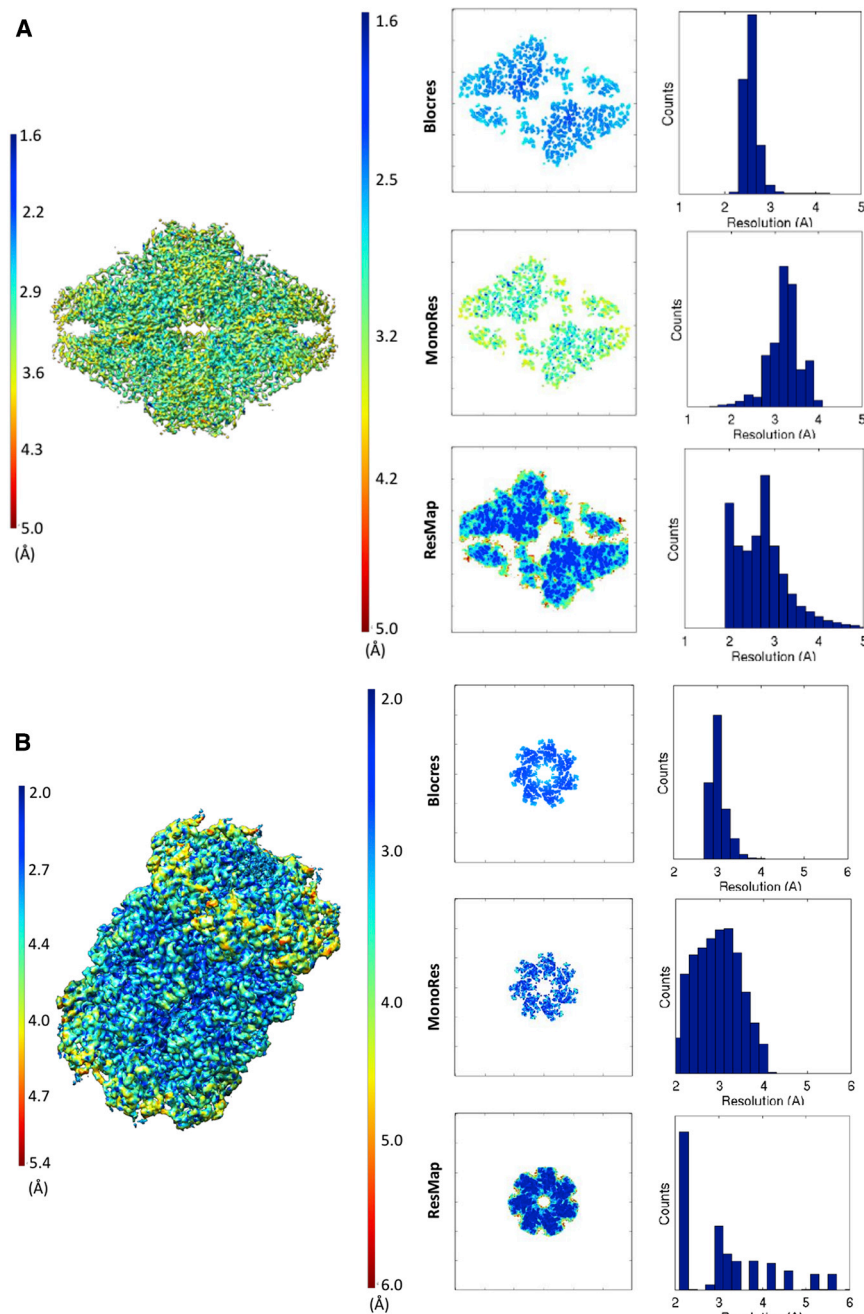 A
1.6
2.2
2.9
3.6
4.3
5.0
(Å)
1.6
2.5
3.2
4.2
5.0
(Å)
Blocres
Counts
1 2 3 4 5
Resolution (A)
MonoRes
Counts
2 3 4 5
Resolution (A)
ResMap
Counts
1 2 3 4 5
Resolution (A)
B
2.0
2.7
4.4
4.0
4.7
5.4
(Å)
2.0
3.0
4.0
5.0
6.0
(Å)
Blocres
Counts
2 3 4 5 6
Resolution (A)
MonoRes
Counts
2 3 4 5 6
Resolution (A)
ResMap
Counts
2 3 4 5 6
Resolution (A)